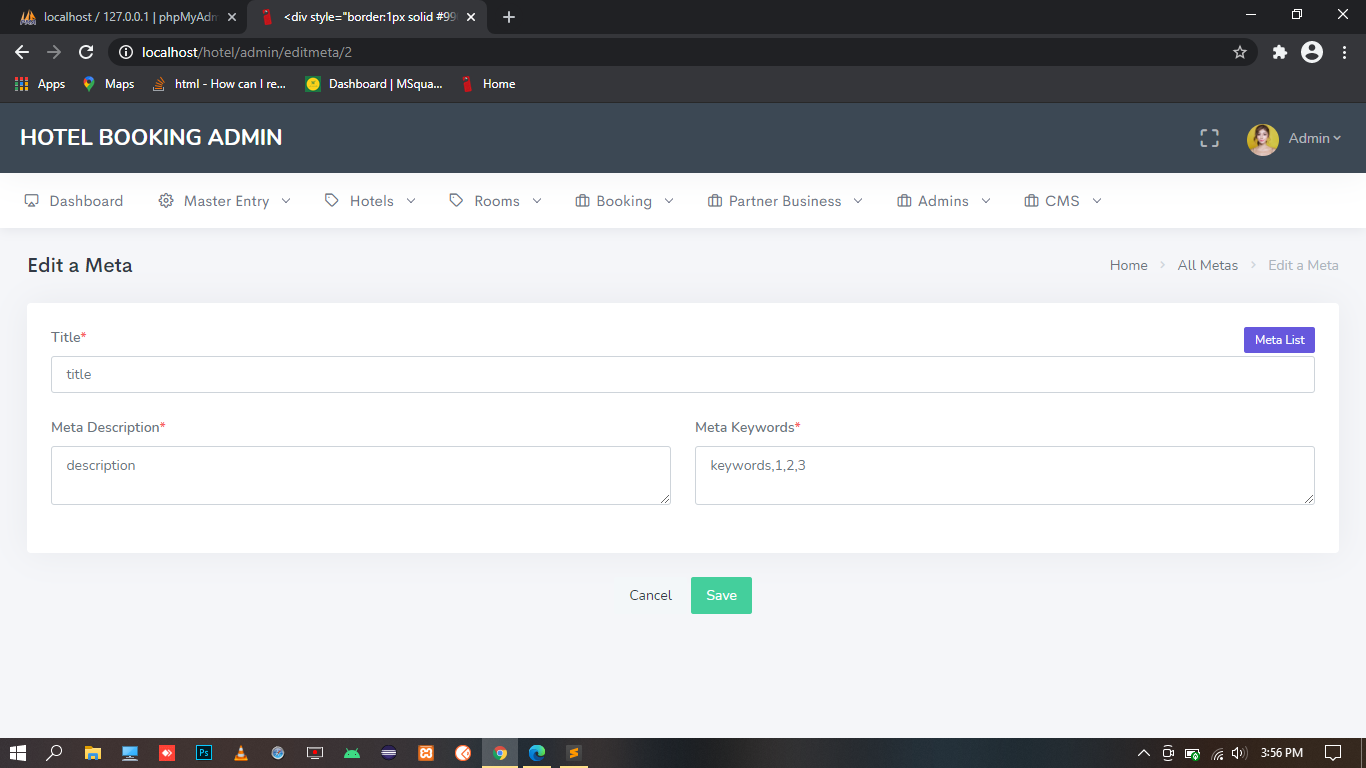 localhost / 127.0.0.1 | phpMyAdm
<div style="border:1px solid #99
localhost/hotel/admin/editmeta/2
Apps Maps html - How can I re... Dashboard | MSqua... Home
HOTEL BOOKING ADMIN Admin
Dashboard Master Entry Hotels Rooms Booking Partner Business Admins CMS
Edit a Meta Home All Metas Edit a Meta
Title* Meta List
title
Meta Description* Meta Keywords*
description keywords,1,2,3
Cancel Save
Ps 3:56 PM